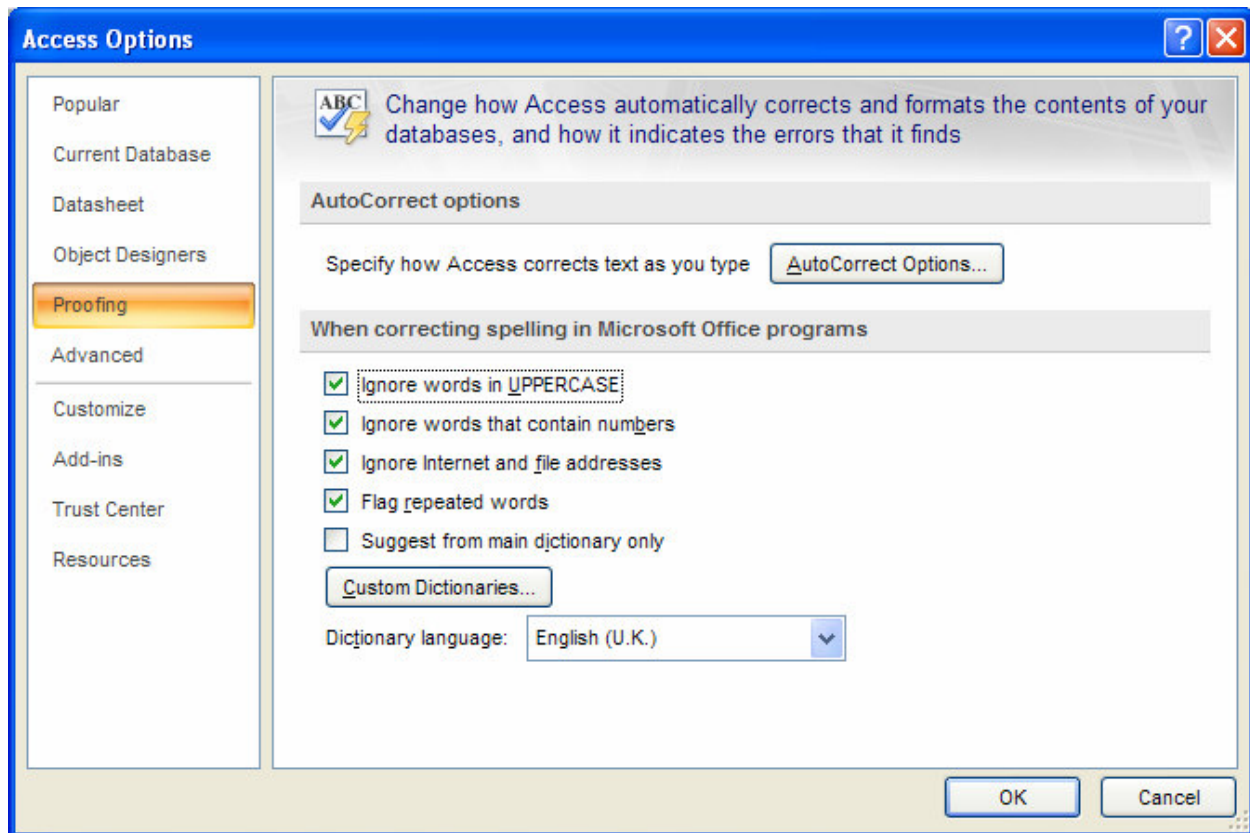 Access Options
Popular
Current Database
Datasheet
Object Designers
Proofing
Advanced
Customize
Add-ins
Trust Center
Resources
ABC
Change how Access automatically corrects and formats the contents of your
databases, and how it indicates the errors that it finds
AutoCorrect options
Specify how Access corrects text as you type AutoCorrect Options...
When correcting spelling in Microsoft Office programs
Ignore words in UPPERCASE
Ignore words that contain numbers
Ignore Internet and file addresses
Flag repeated words
Suggest from main dictionary only
Custom Dictionaries...
Dictionary language: English (U.K.)
OK Cancel